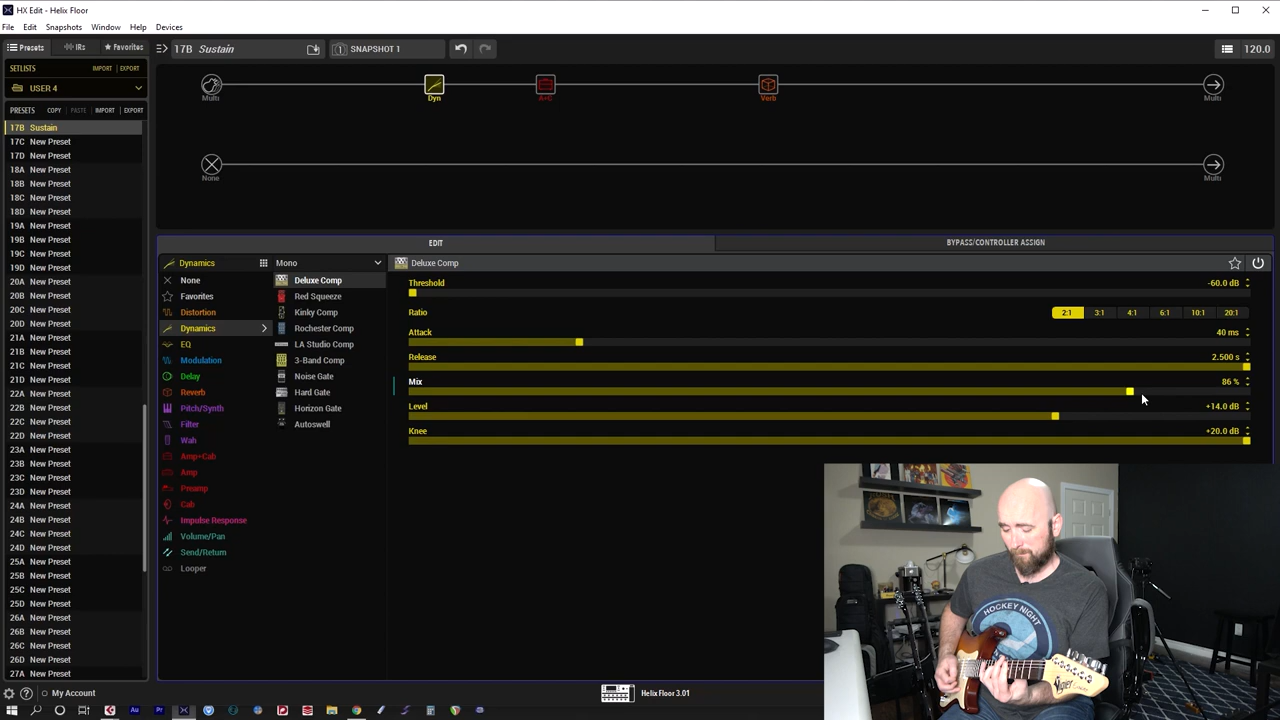 HX Edit - Helix Floor
File Edit Snapshots Window Help Devices
Presets IRs Favorites
17B Sustain
1 SNAPSHOT 1
120.0
SETLISTS IMPORT EXPORT
USER 4
PRESETS COPY PASTE IMPORT EXPORT
17B Sustain
17C New Preset
17D New Preset
18A New Preset
18B New Preset
18C New Preset
18D New Preset
19A New Preset
19B New Preset
19C New Preset
19D New Preset
20A New Preset
20B New Preset
20C New Preset
20D New Preset
21A New Preset
21B New Preset
21C New Preset
21D New Preset
22A New Preset
22B New Preset
22C New Preset
22D New Preset
23A New Preset
23B New Preset
23C New Preset
23D New Preset
24A New Preset
24B New Preset
24C New Preset
24D New Preset
25A New Preset
25B New Preset
25C New Preset
25D New Preset
26A New Preset
26B New Preset
26C New Preset
26D New Preset
27A New Preset
My Account
Multi Dyn A+C Verb Multi
None Multi
EDIT BYPASS/CONTROLLER ASSIGN
Dynamics
None
Favorites
Distortion
Dynamics
EQ
Modulation
Delay
Reverb
Pitch/Synth
Filter
Wah
Amp+Cab
Amp
Preamp
Cab
Impulse Response
Volume/Pan
Send/Return
Looper
Mono
Deluxe Comp
Red Squeeze
Kinky Comp
Rochester Comp
LA Studio Comp
3-Band Comp
Noise Gate
Hard Gate
Horizon Gate
Autoswell
Deluxe Comp
Threshold -60.0 dB
Ratio 2:1 3:1 4:1 6:1 10:1 20:1
Attack 40 ms
Release 2.500 s
Mix 86 %
Level +14.0 dB
Knee +20.0 dB
HOCKEY NIGHT
Helix Floor 3.01